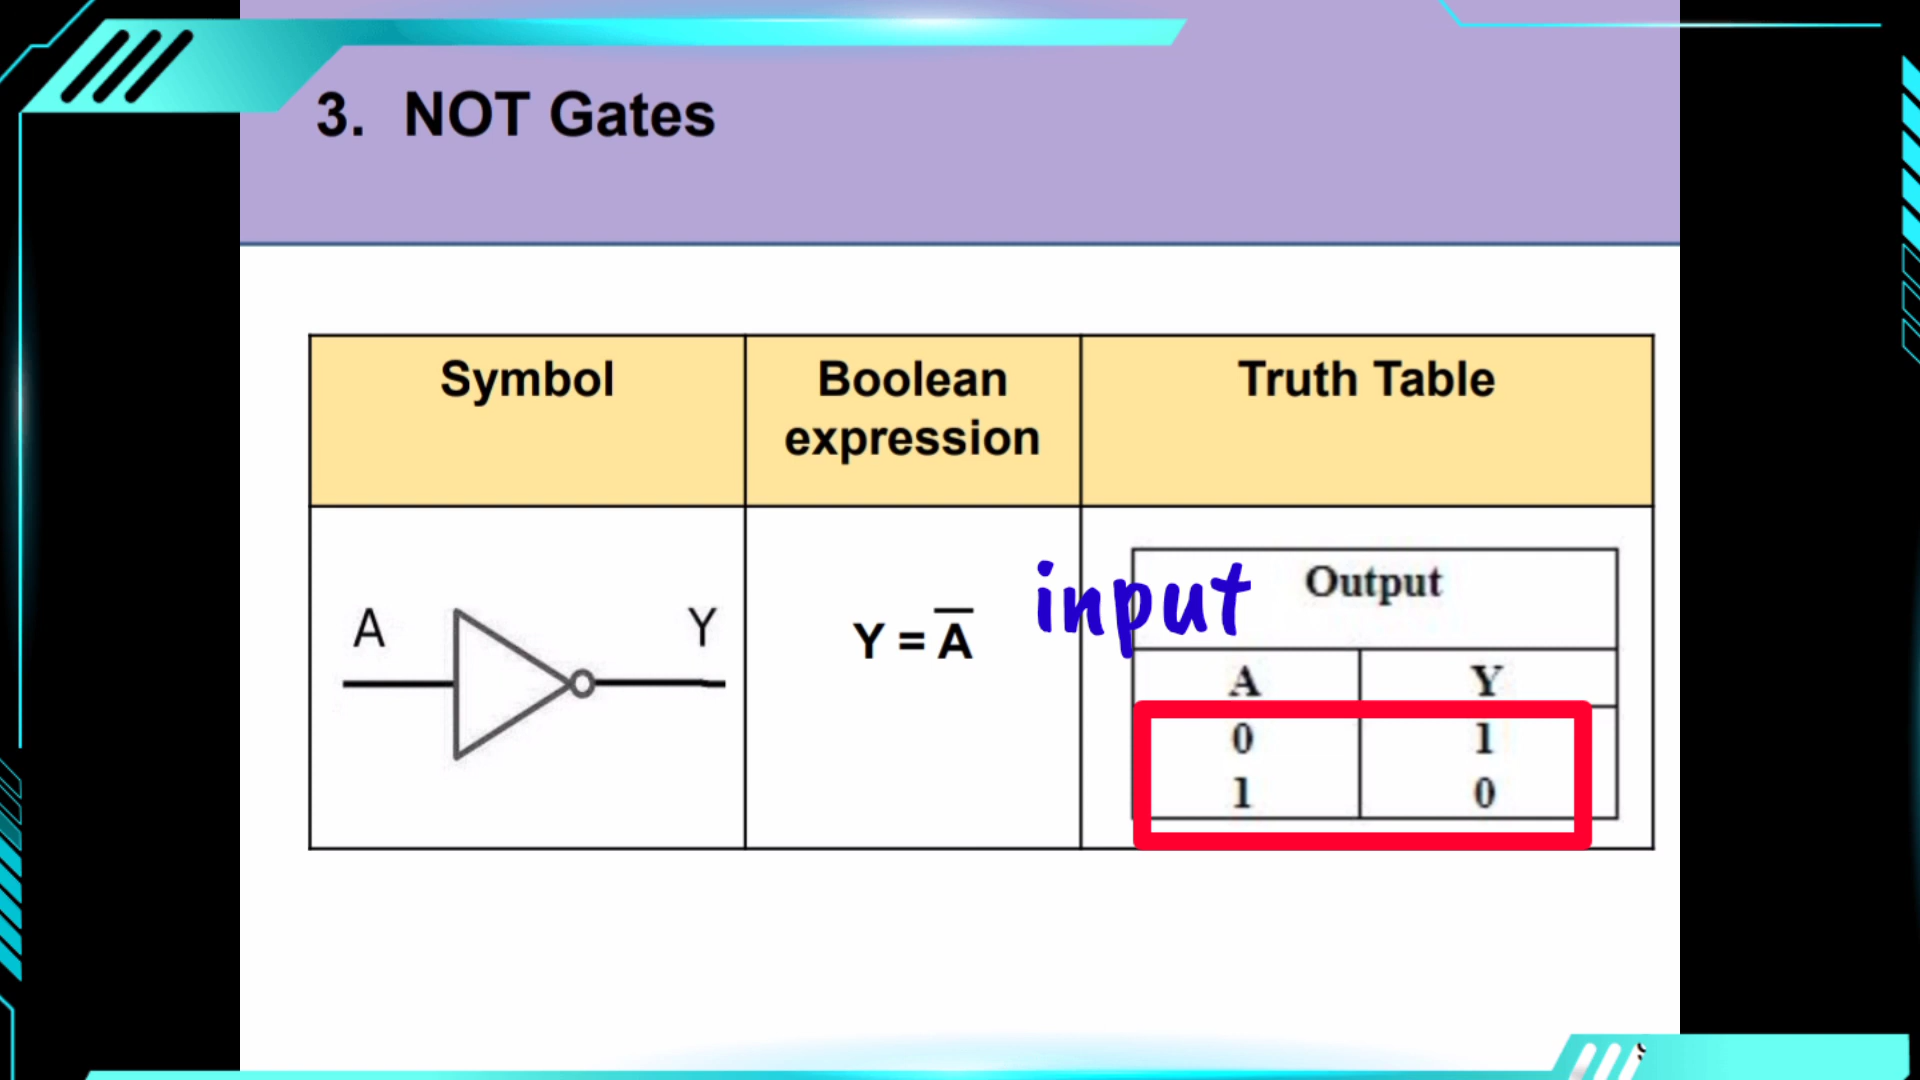 3. NOT Gates
Symbol
Boolean
expression
Truth Table
A
Y
Y = A̅
input
Output
A Y
0 1
1 0